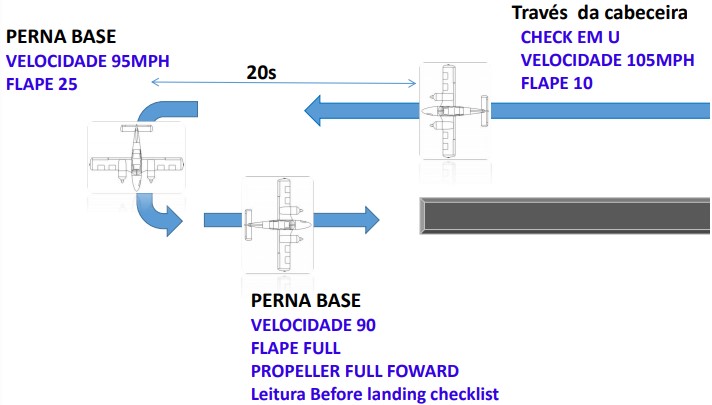 Través da cabeceira
CHECK EM U
VELOCIDADE 105MPH
FLAPE 10
PERNA BASE
VELOCIDADE 95MPH
FLAPE 25
20s
PERNA BASE
VELOCIDADE 90
FLAPE FULL
PROPELLER FULL FOWARD
Leitura Before landing checklist